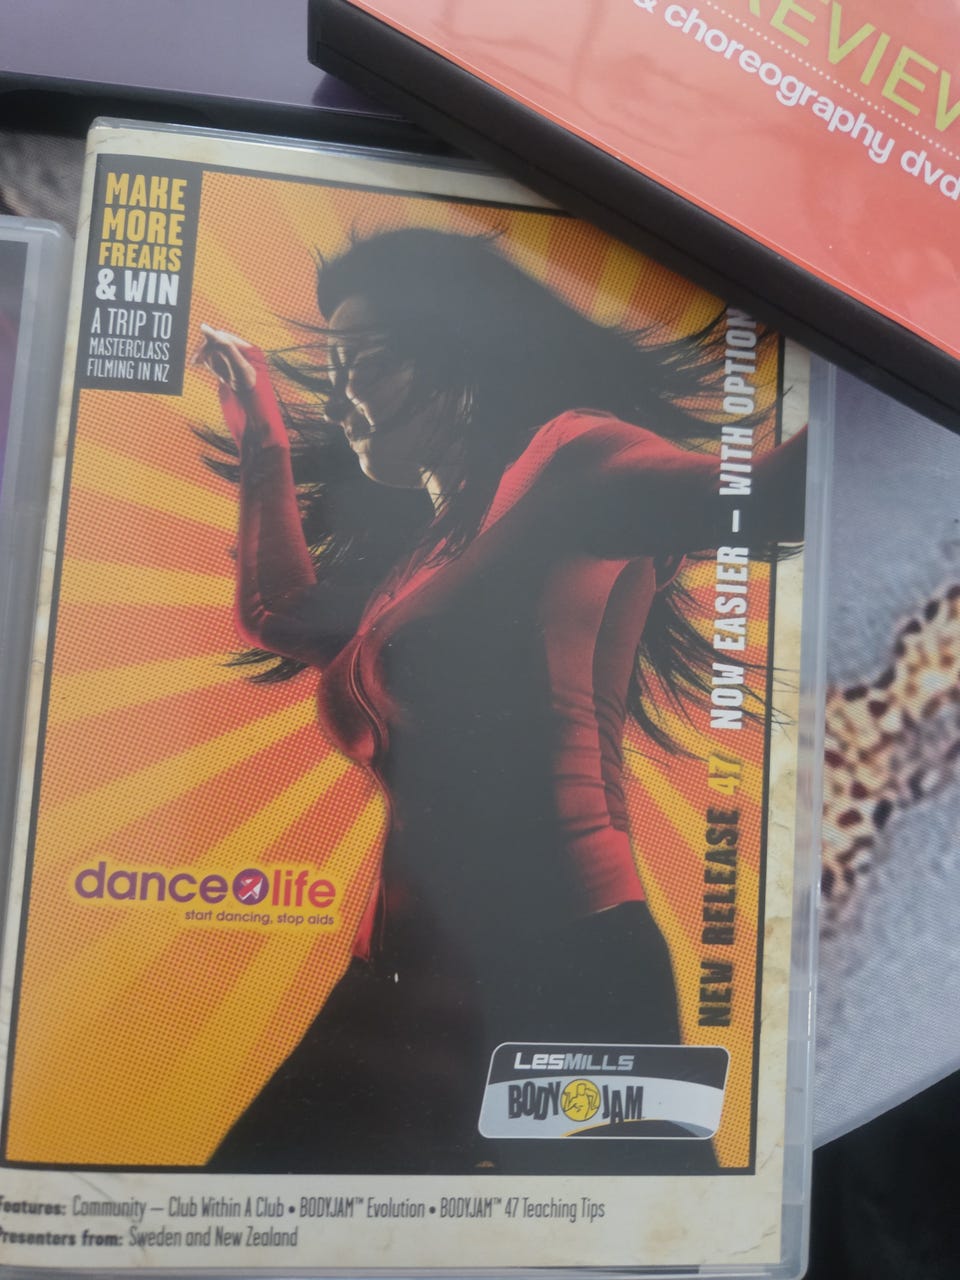 & choreography dvd
MAKE
MORE
FREAKS
& WIN
A TRIP TO
MASTERCLASS
FILMING IN NZ
NEW RELEASE 47 NOW EASIER – WITH OPTION
dance life
start dancing, stop aids
LESMILLS
BODY JAM
Features: Community – Club Within A Club • BODYJAM™ Evolution • BODYJAM™ 47 Teaching Tips
Presenters from: Sweden and New Zealand